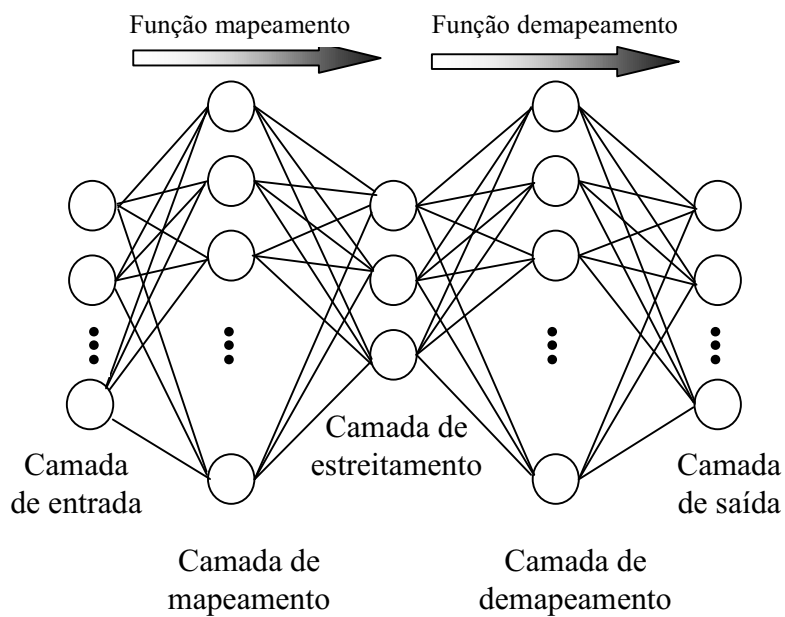 Função mapeamento
Função demapeamento
Camada de
estreitamento
Camada
de entrada
Camada
de saída
Camada de
mapeamento
Camada de
demapeamento